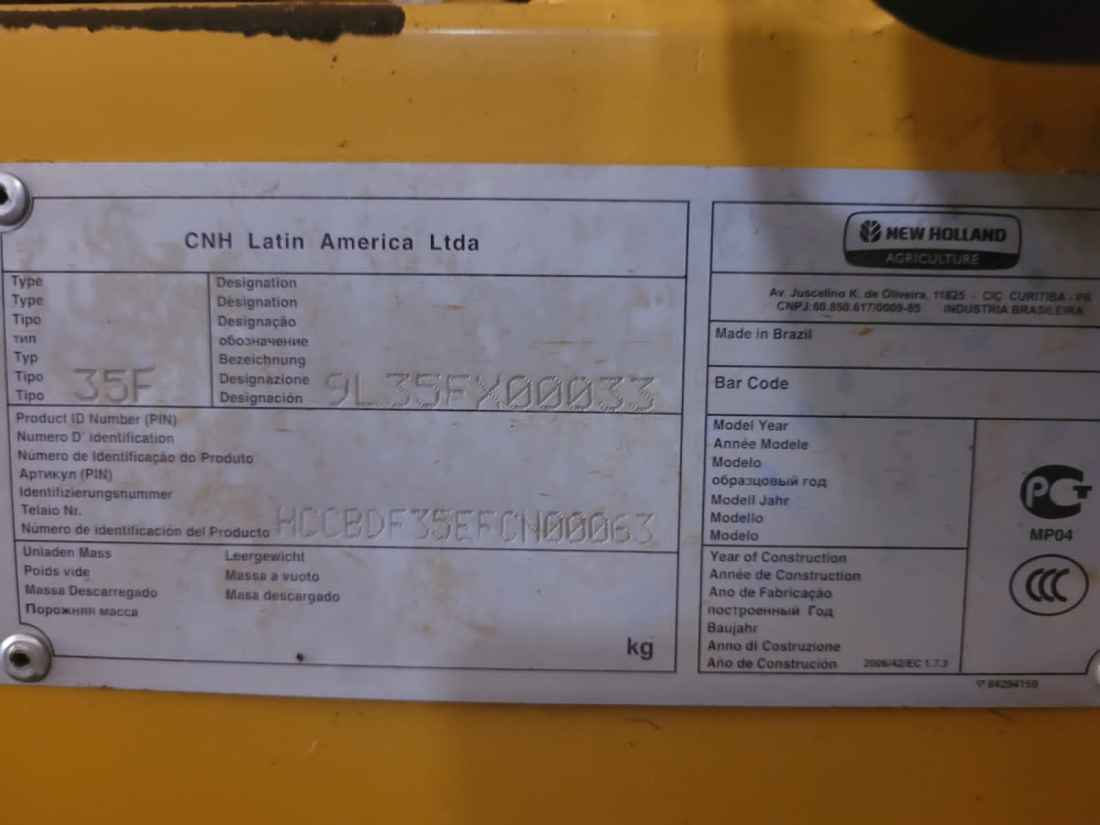 CNH Latin America Ltda
Type
Type
Tipo
тип
Typ
Tipo
Tipo
35F
Designation
Dèsignation
Designação
обозначение
Bezeichnung
Designazione
Designación
9L35FX00033
Product ID Number (PIN)
Numero D' identification
Número de Identificação do Produto
Артикул (PIN)
Identifizierungsnummer
Telaio Nr.
Número de identificación del Producto
HCCBDF35EFCN00063
Unladen Mass
Poids vide
Massa Descarregado
Порожняя масса
Leergewicht
Massa a vuoto
Masa descargado
kg
NEW HOLLAND
AGRICULTURE
Av. Juscelino K. de Oliveira, 11825 - CIC CURITIBA - PR
CNPJ:60.850.617/0009-85 INDUSTRIA BRASILEIRA
Made in Brazil
Bar Code
Model Year
Année Modele
Modelo
образцовый год
Modell Jahr
Modello
Modelo
Year of Construction
Année de Construction
Ano de Fabricação
построенный Год
Baujahr
Anno di Costruzione
Año de Construción
2006/42/EC 1.7.3
PCT
MP04
CCC
84294159